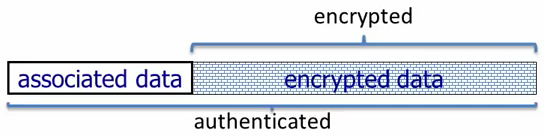 encrypted
associated data encrypted data
authenticated